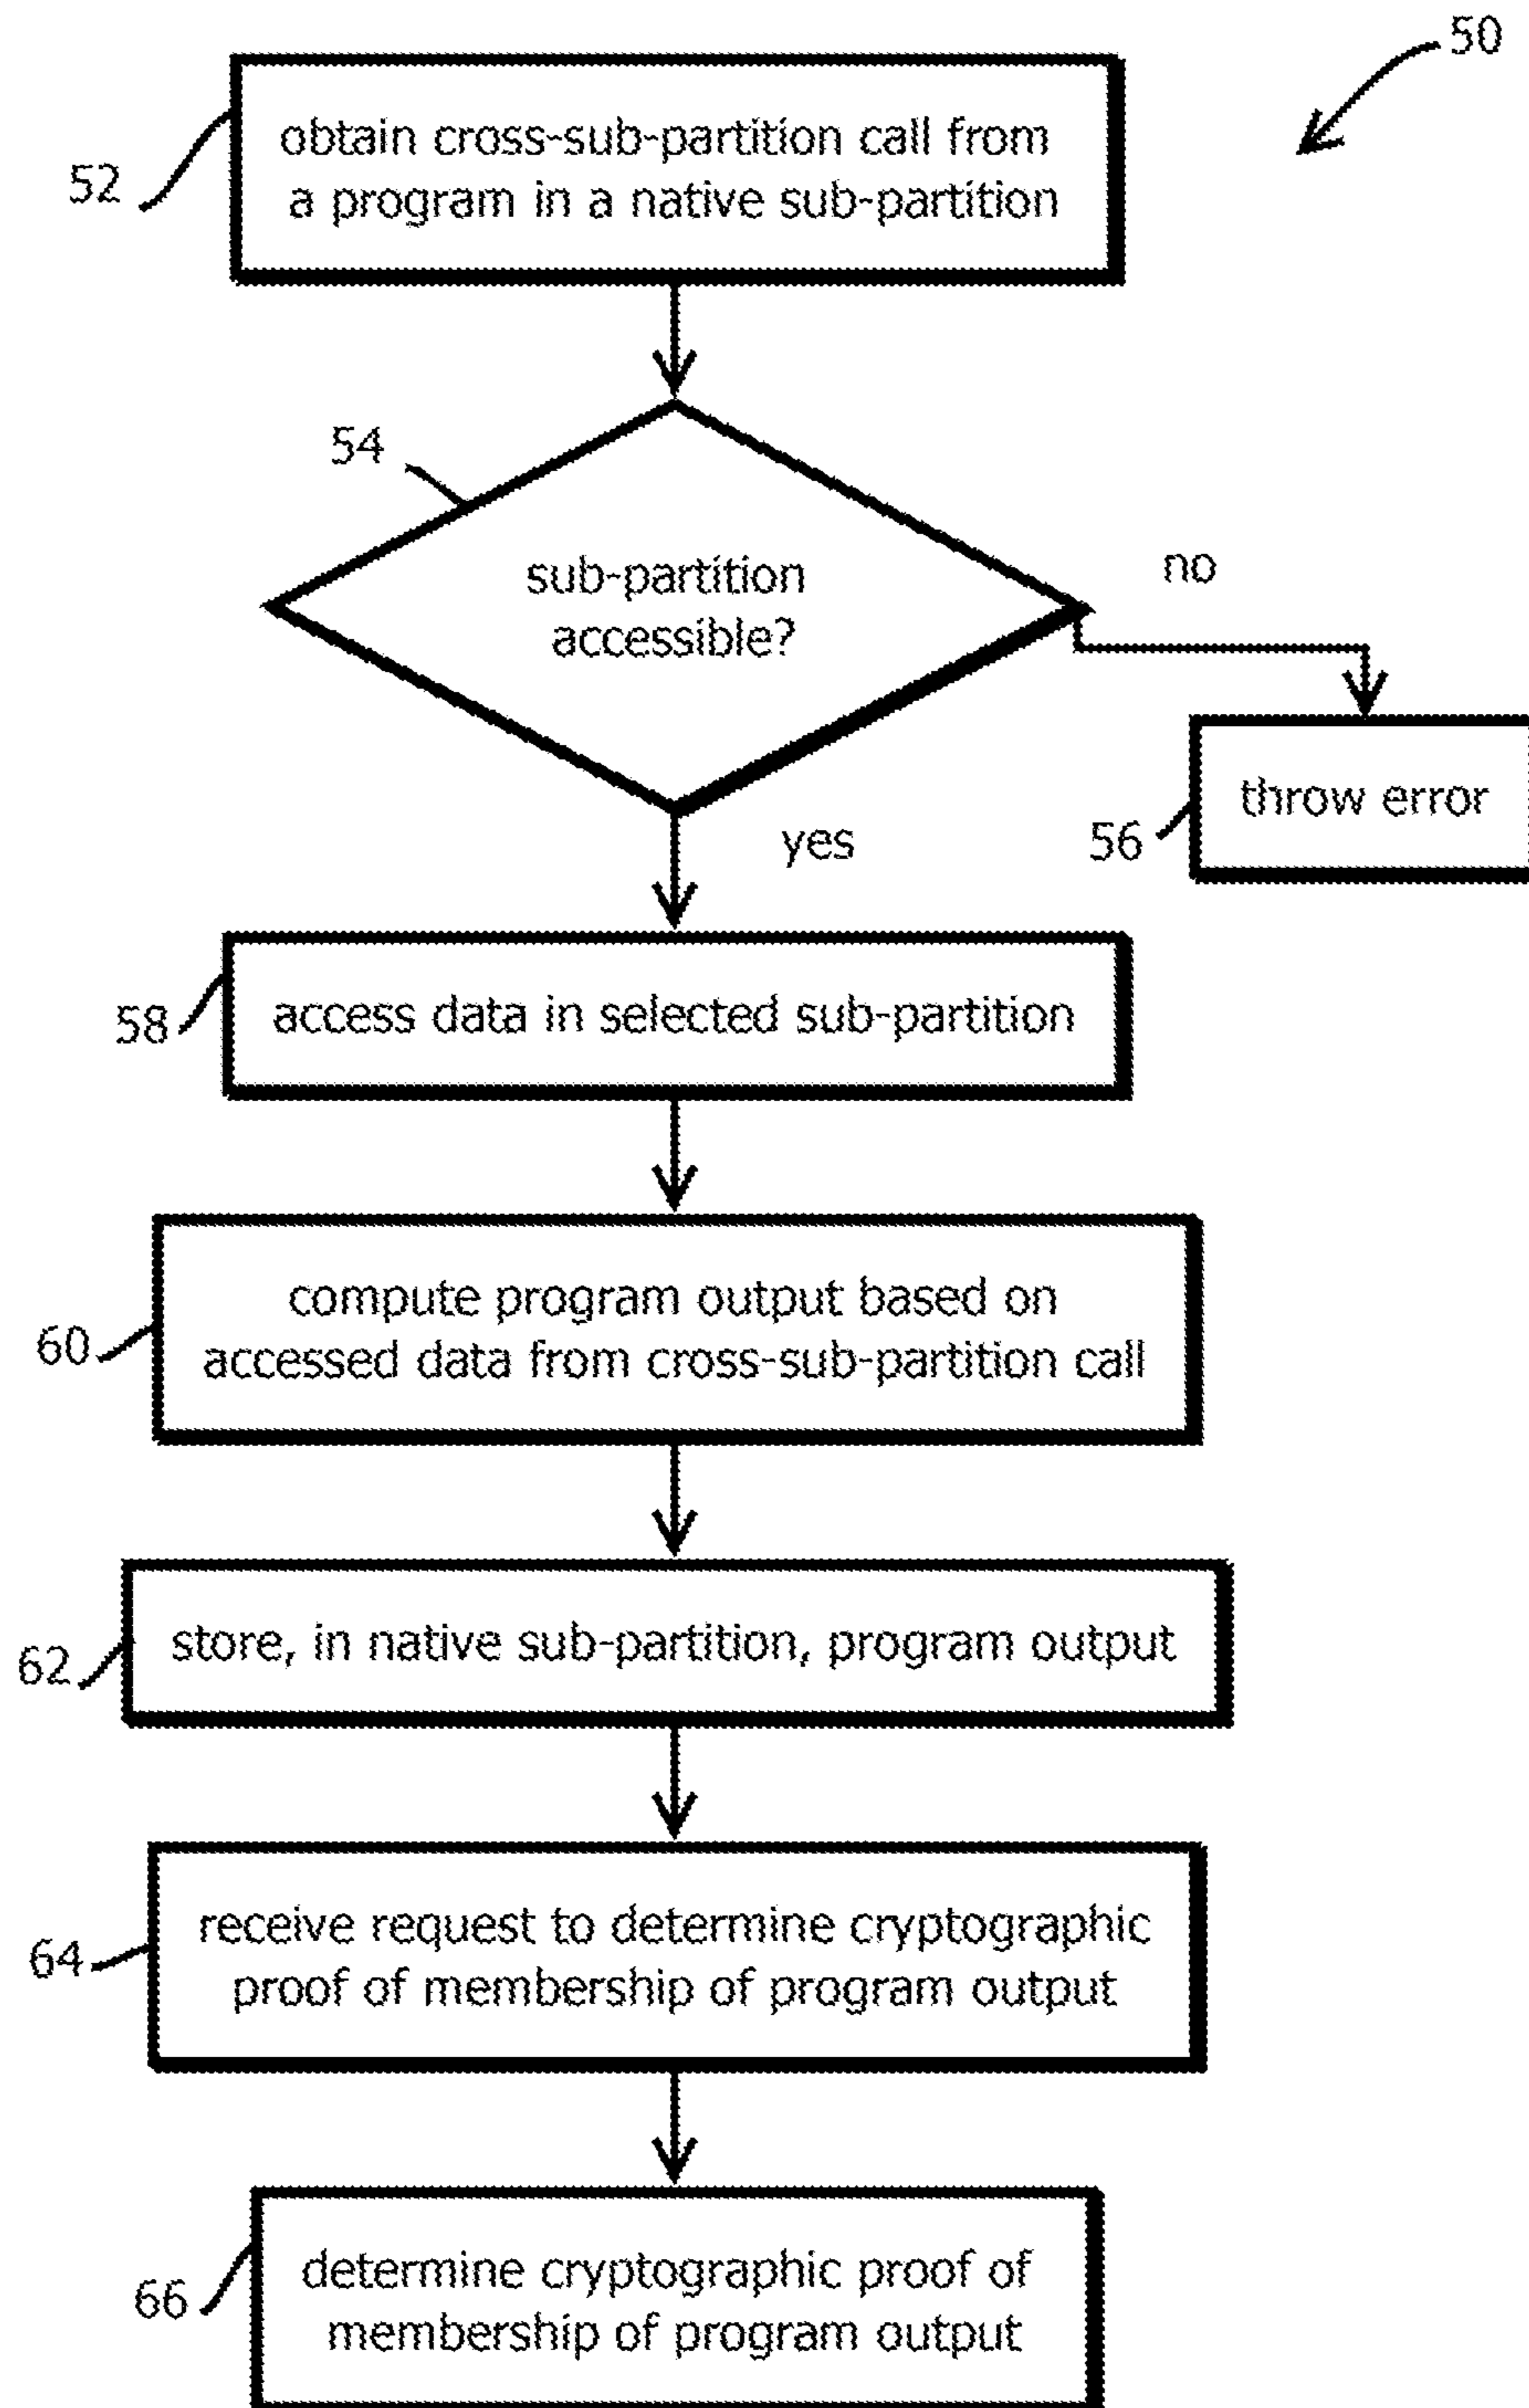 50
52
obtain cross-sub-partition call from
a program in a native sub-partition
54
sub-partition
accessible?
no
throw error
56
yes
58
access data in selected sub-partition
60
compute program output based on
accessed data from cross-sub-partition call
62
store, in native sub-partition, program output
64
receive request to determine cryptographic
proof of membership of program output
66
determine cryptographic proof of
membership of program output